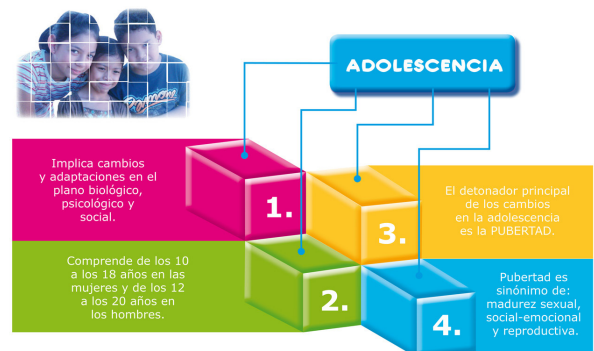 ADOLESCENCIA
Implica cambios
y adaptaciones en el
plano biológico,
psicológico y
social.
1.
Comprende de los 10
a los 18 años en las
mujeres y de los 12
a los 20 años en
los hombres.
2.
El detonador principal
de los cambios
en la adolescencia
es la PUBERTAD.
3.
Pubertad es
sinónimo de:
madurez sexual,
social-emocional
y reproductiva.
4.